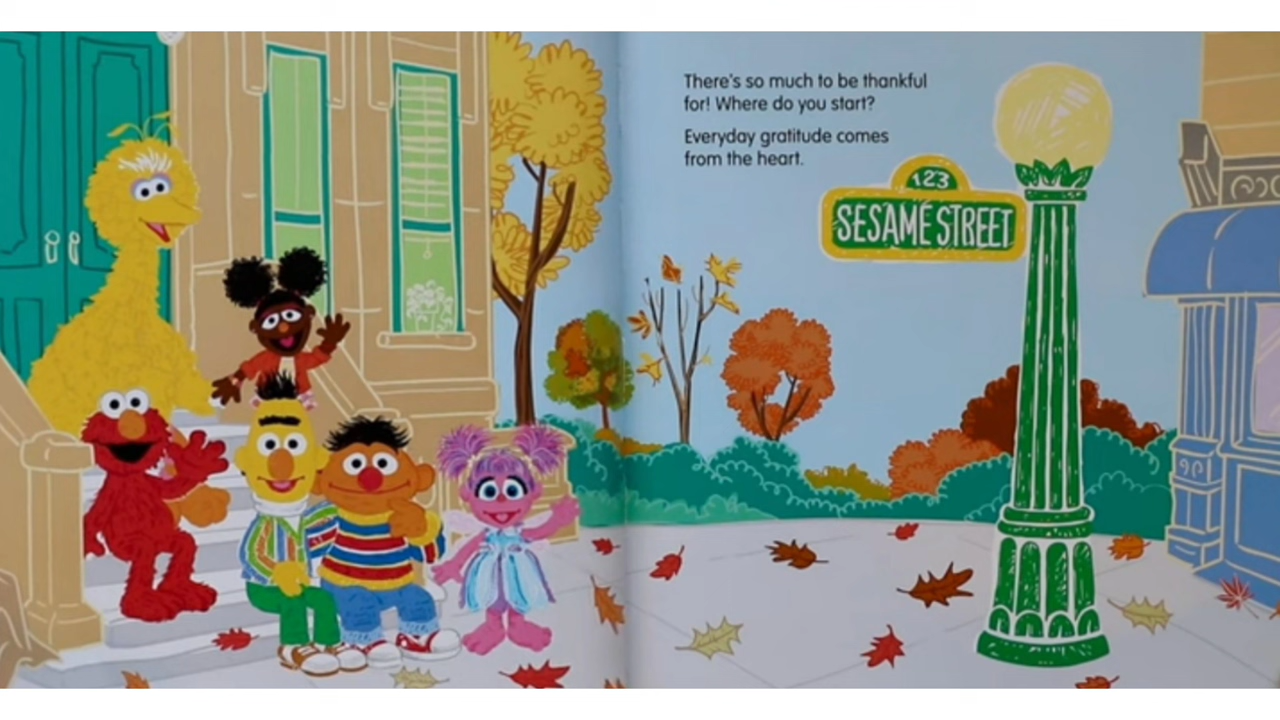 There's so much to be thankful
for! Where do you start?
Everyday gratitude comes
from the heart.
123
SESAME STREET